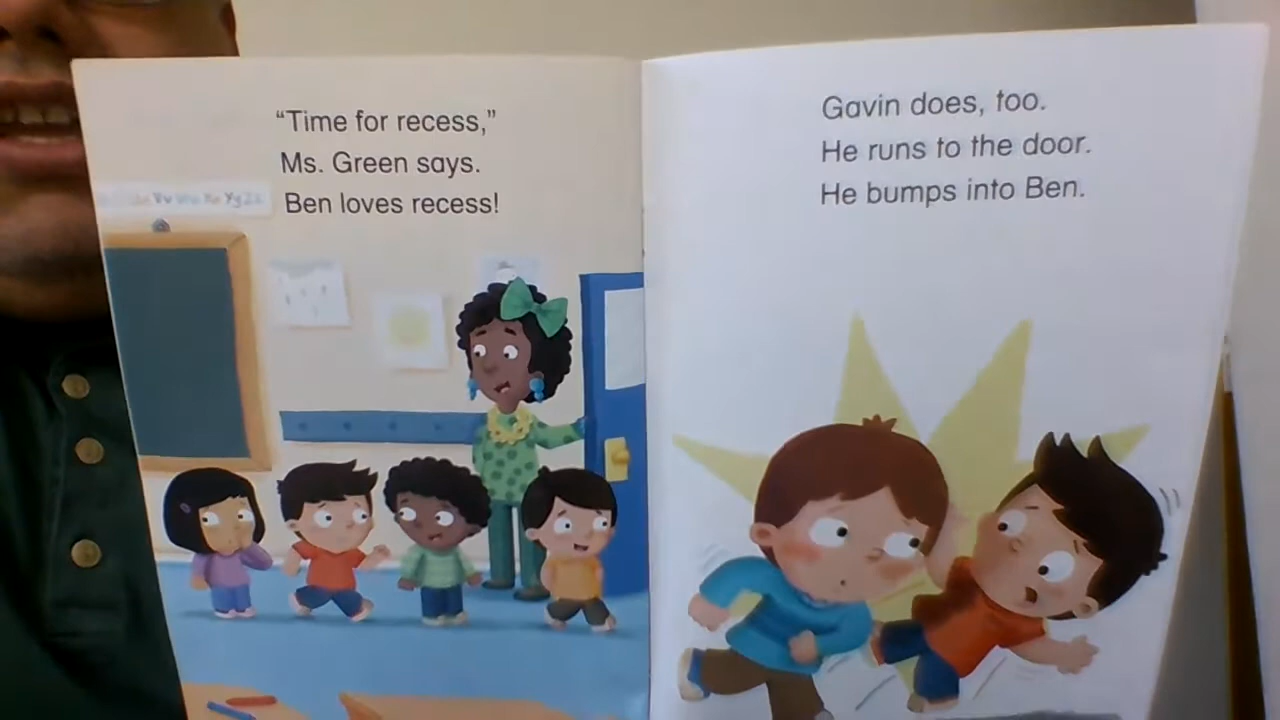 “Time for recess,”
Ms. Green says.
Ben loves recess!
Gavin does, too.
He runs to the door.
He bumps into Ben.